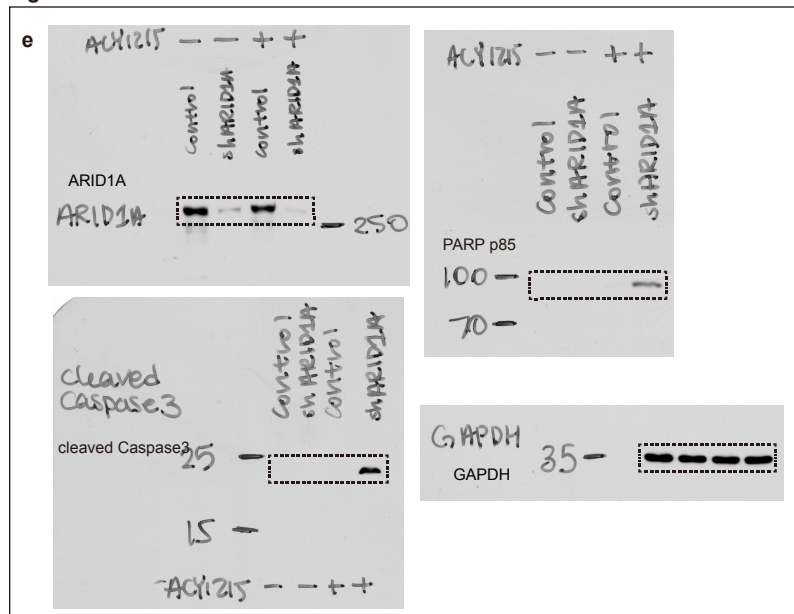 e
ACY1215 - - + +
control shARID1A control shARID1A
ARID1A
ARID1A
250
ACY1215 - - + +
control shARID1A control shARID1A
PARP p85
100
70
control shARID1A control shARID1A
cleaved
Caspase3
cleaved Caspase3
25
15
ACY1215 - - + +
GAPDH
35
GAPDH